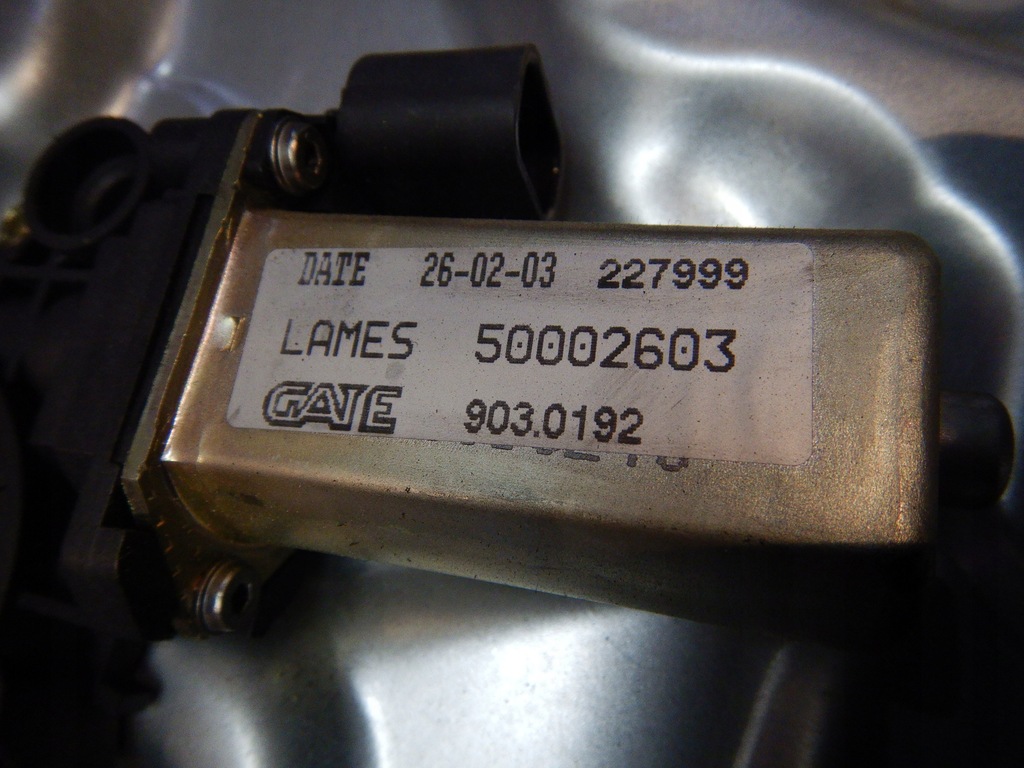 DATE 26-02-03 227999
LAMES 50002603
GATE 903.0192